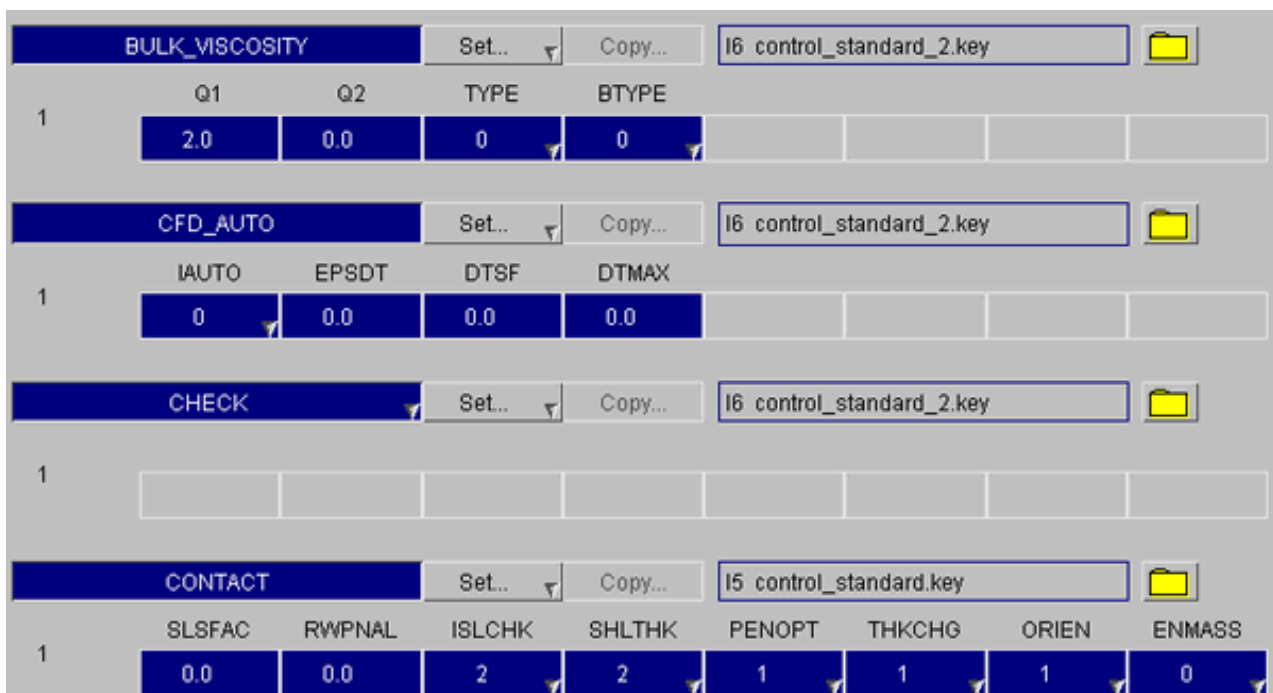 BULK_VISCOSITY Set... Copy... I6 control_standard_2.key
Q1 Q2 TYPE BTYPE
1
2.0 0.0 0 0
CFD_AUTO Set... Copy... I6 control_standard_2.key
IAUTO EPSDT DTSF DTMAX
1
0 0.0 0.0 0.0
CHECK Set... Copy... I6 control_standard_2.key
1
CONTACT Set... Copy... I5 control_standard.key
SLSFAC RWPNAL ISLCHK SHLTHK PENOPT THKCHG ORIEN ENMASS
1
0.0 0.0 2 2 1 1 1 0